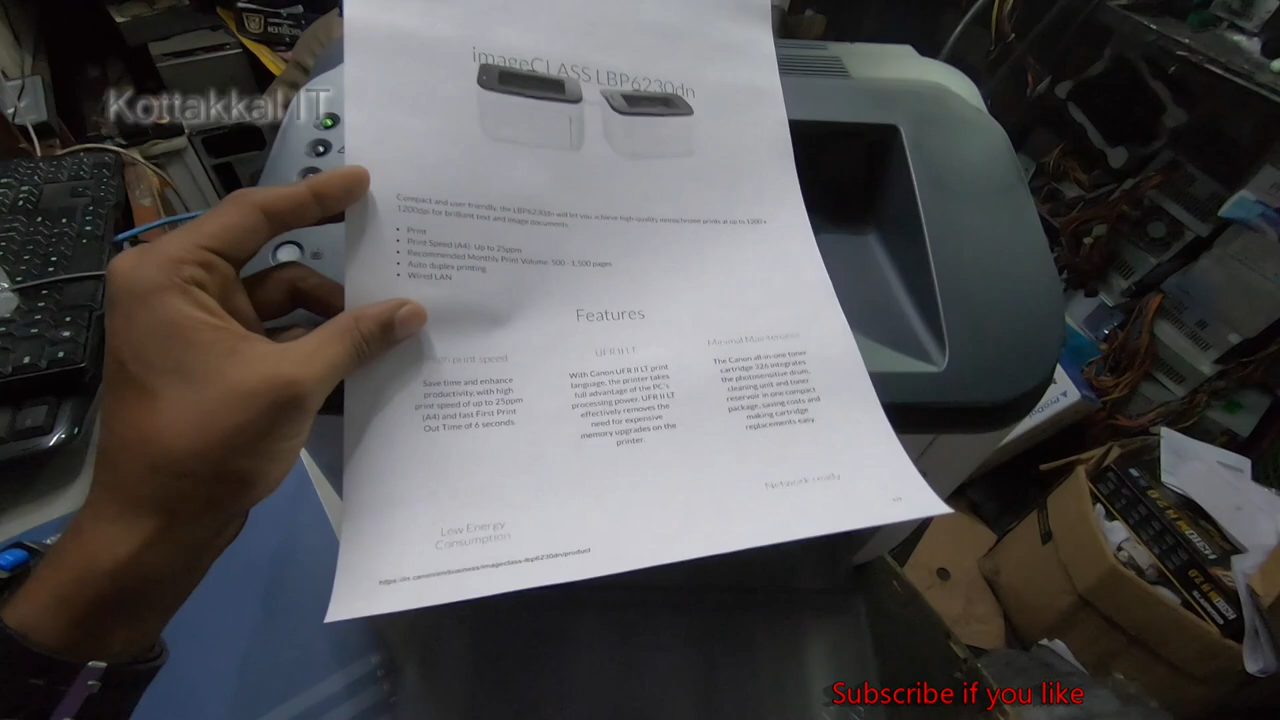 imageCLASS LBP6230dn
Kottakkal IT
Compact and user-friendly, the LBP6230dn will let you achieve high-quality monochrome prints at up to 1200 x
1200dpi for brilliant text and image documents
• Print
• Print Speed (A4): Up to 25ppm
• Recommended Monthly Print Volume: 500 - 1,500 pages
• Auto duplex printing
• Wired LAN
Features
print speed
Save time and enhance
productivity, with high
print speed of up to 25ppm
(A4) and fast First Print
Out Time of 6 seconds.
UFR II LT
With Canon UFR II LT print
language, the printer takes
full advantage of the PC's
processing power. UFR II LT
effectively removes the
need for expensive
memory upgrades on the
printer.
Minimal Maintenance
The Canon all-in-one toner
cartridge 326 integrates
the photosensitive drum,
cleaning unit and toner
reservoir in one compact
package, saving costs and
making cartridge
replacements easy.
Network ready
Low Energy
Consumption
Subscribe if you like